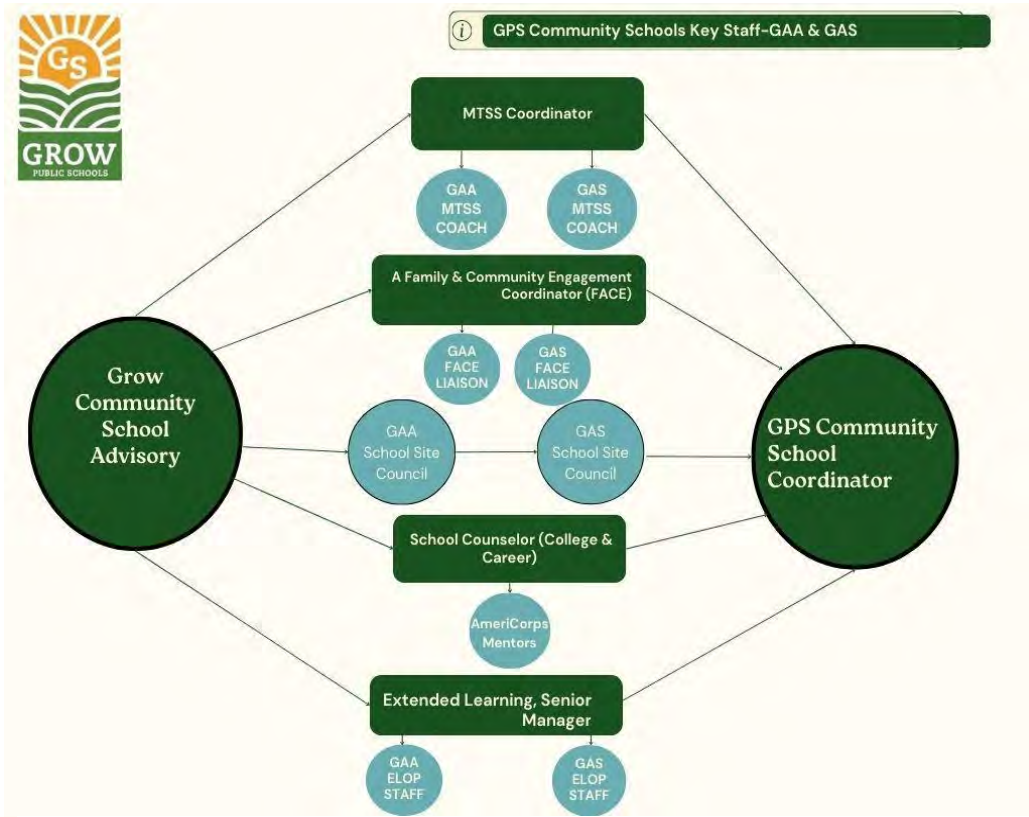 GS
GROW
PUBLIC SCHOOLS
i GPS Community Schools Key Staff-GAA & GAS
MTSS Coordinator
GAA
MTSS
COACH
GAS
MTSS
COACH
A Family & Community Engagement
Coordinator (FACE)
GAA
FACE
LIAISON
GAS
FACE
LIAISON
Grow
Community
School
Advisory
GAA
School Site
Council
GAS
School Site
Council
GPS Community
School
Coordinator
School Counselor (College &
Career)
AmeriCorps
Mentors
Extended Learning, Senior
Manager
GAA
ELOP
STAFF
GAS
ELOP
STAFF